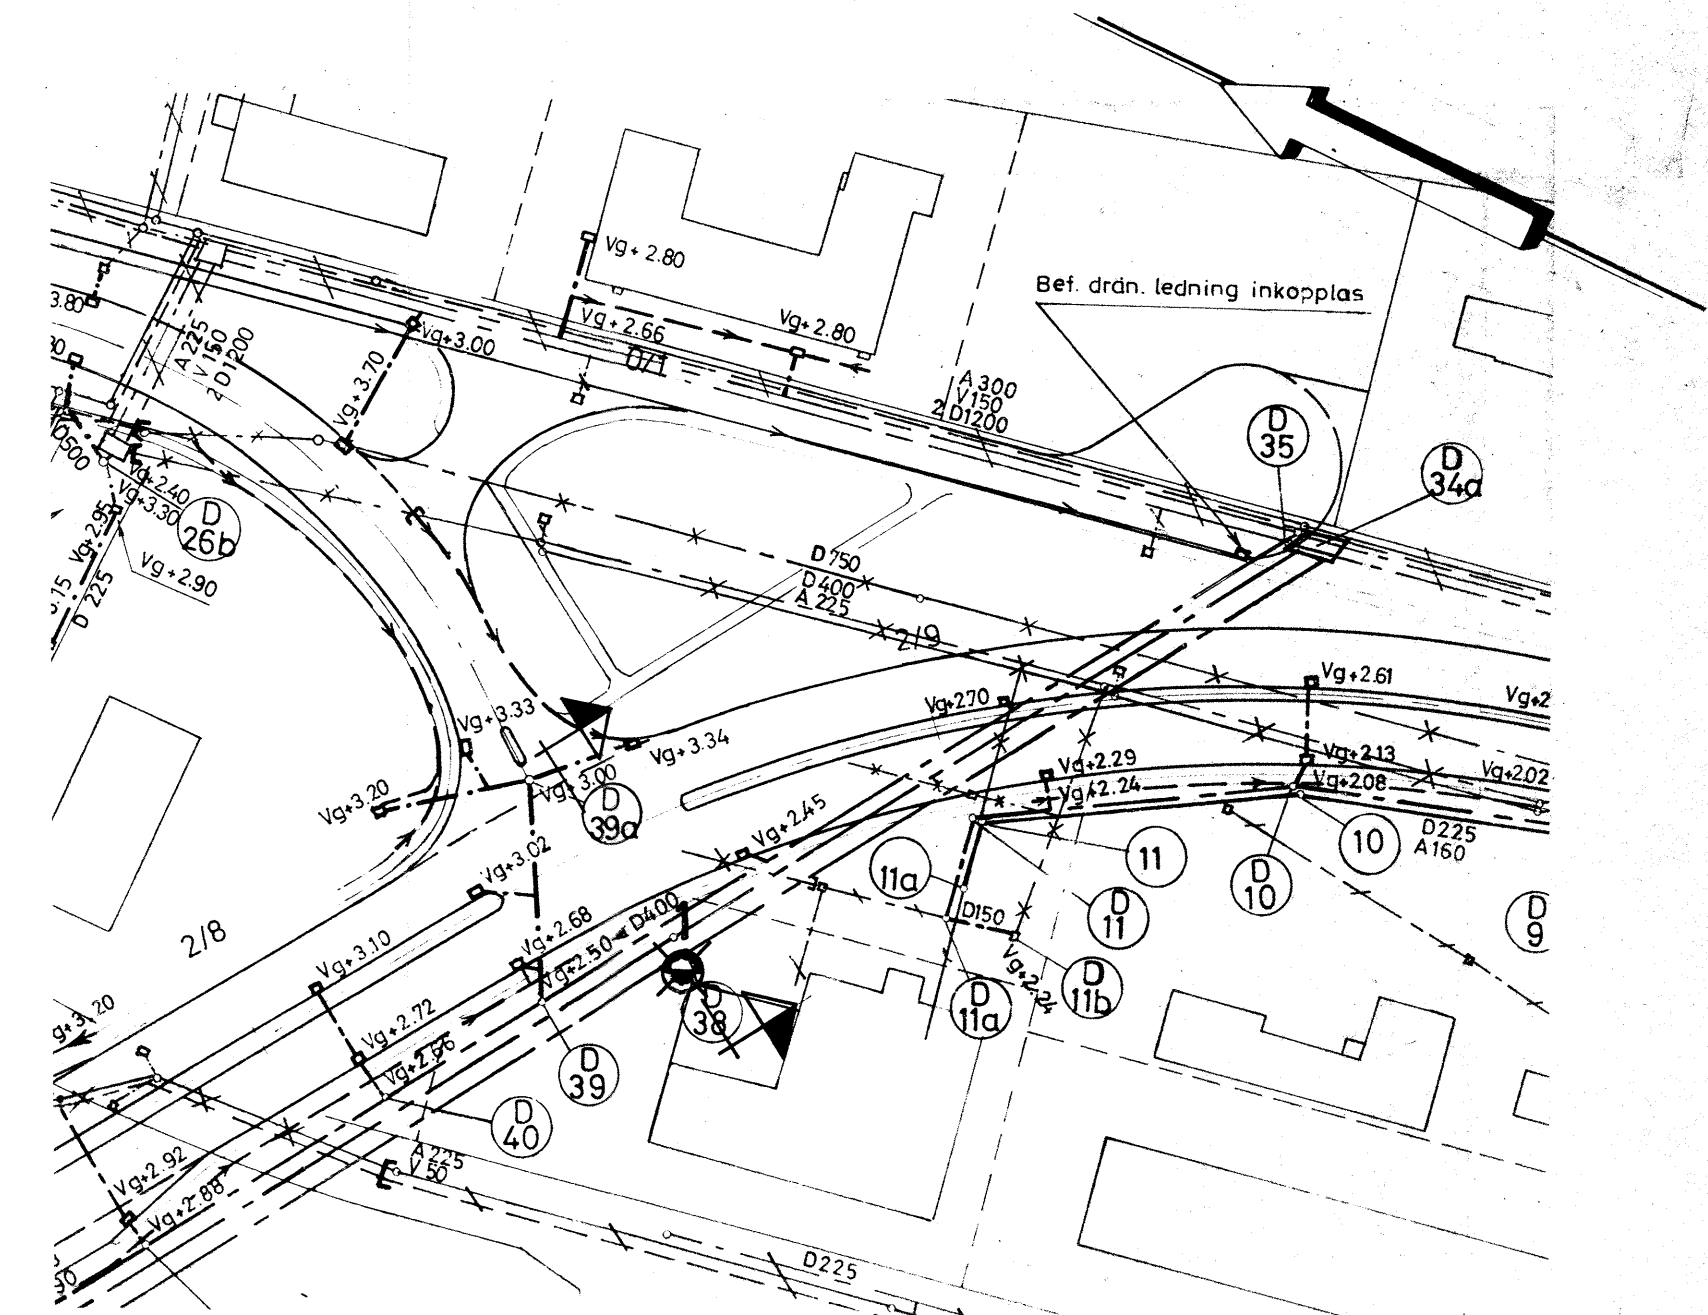 Vg+2.80
Bef. drän. ledning inkopplas
3.80
Vg+2.66
Vg+2.80
Vg+3.00
0/1
A 225
V 150
2 D1200
Vg+3.70
A 300
V 150
2 D1200
D
35
D
34a
Vg+2.40
Vg+3.30
D
26b
Vg+2.95
Vg+2.90
D 225
D 750
D 400
A 225
2/9
Vg+2.61
Vg+2.70
Vg+3.33
Vg+3.34
Vg+3.00
D
39a
Vg+3.20
Vg+2.13
Vg+2.08
Vg+2.02
Vg+2.29
Vg+2.24
Vg+2.45
D225
A160
10
11
11a
D
10
D
11
D
9
D150
Vg+3.02
2/8
Vg+3.10
Vg+2.68
D400
Vg+2.50
D
38
D
11a
D
11b
Vg+2.24
Vg+2.72
Vg+2.66
D
39
D
40
A 225
V 50
Vg+2.92
Vg+2.88
D225